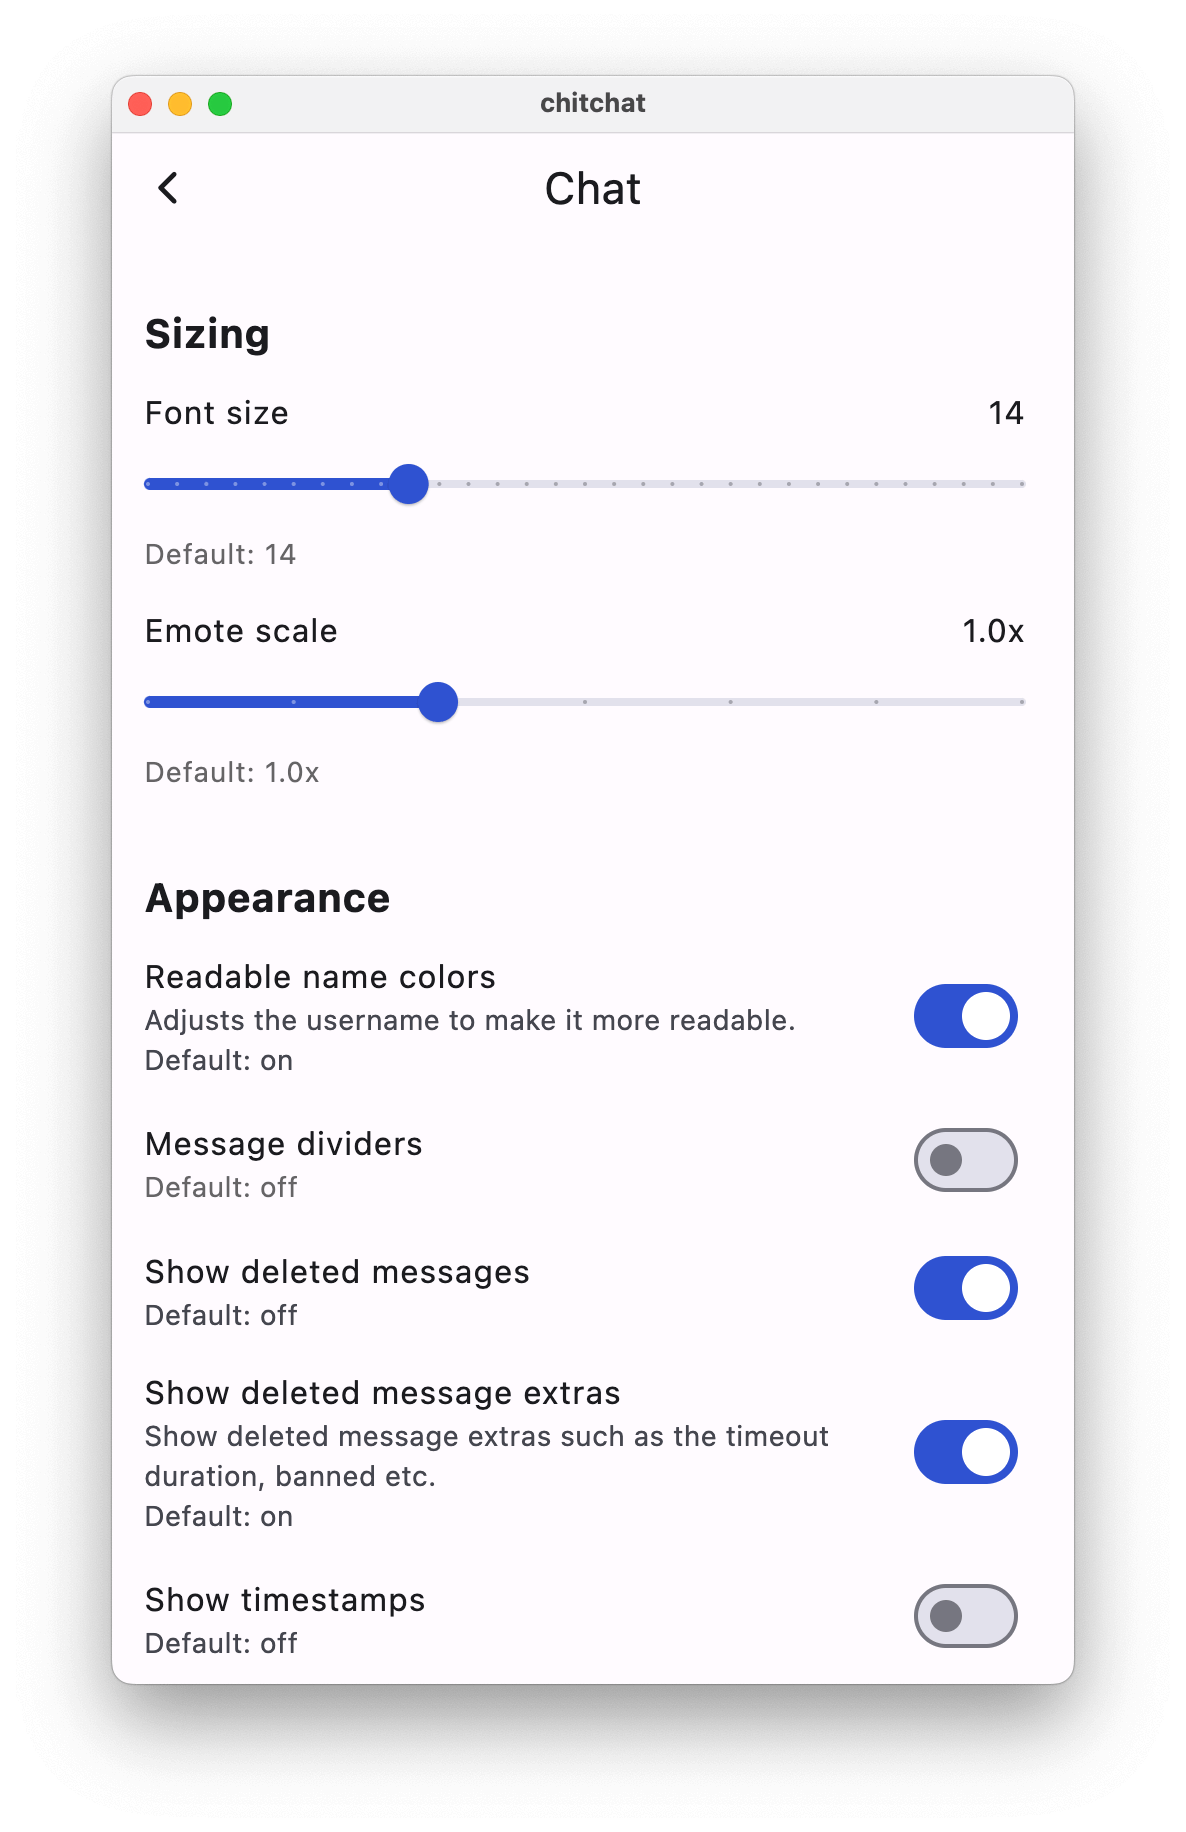 chitchat
Chat
Sizing
Font size
14
Default: 14
Emote scale
1.0x
Default: 1.0x
Appearance
Readable name colors
Adjusts the username to make it more readable.
Default: on
Message dividers
Default: off
Show deleted messages
Default: off
Show deleted message extras
Show deleted message extras such as the timeout
duration, banned etc.
Default: on
Show timestamps
Default: off